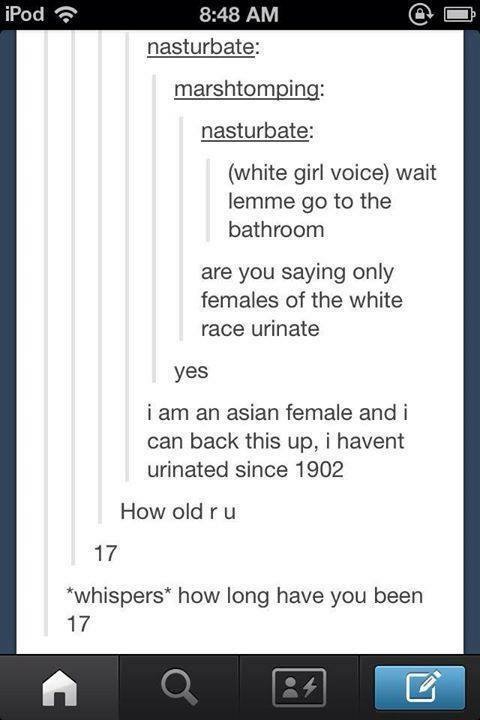 iPod 8:48 AM
nasturbate:
marshtomping:
nasturbate:
(white girl voice) wait
lemme go to the
bathroom
are you saying only
females of the white
race urinate
yes
i am an asian female and i
can back this up, i havent
urinated since 1902
How old r u
17
*whispers* how long have you been
17